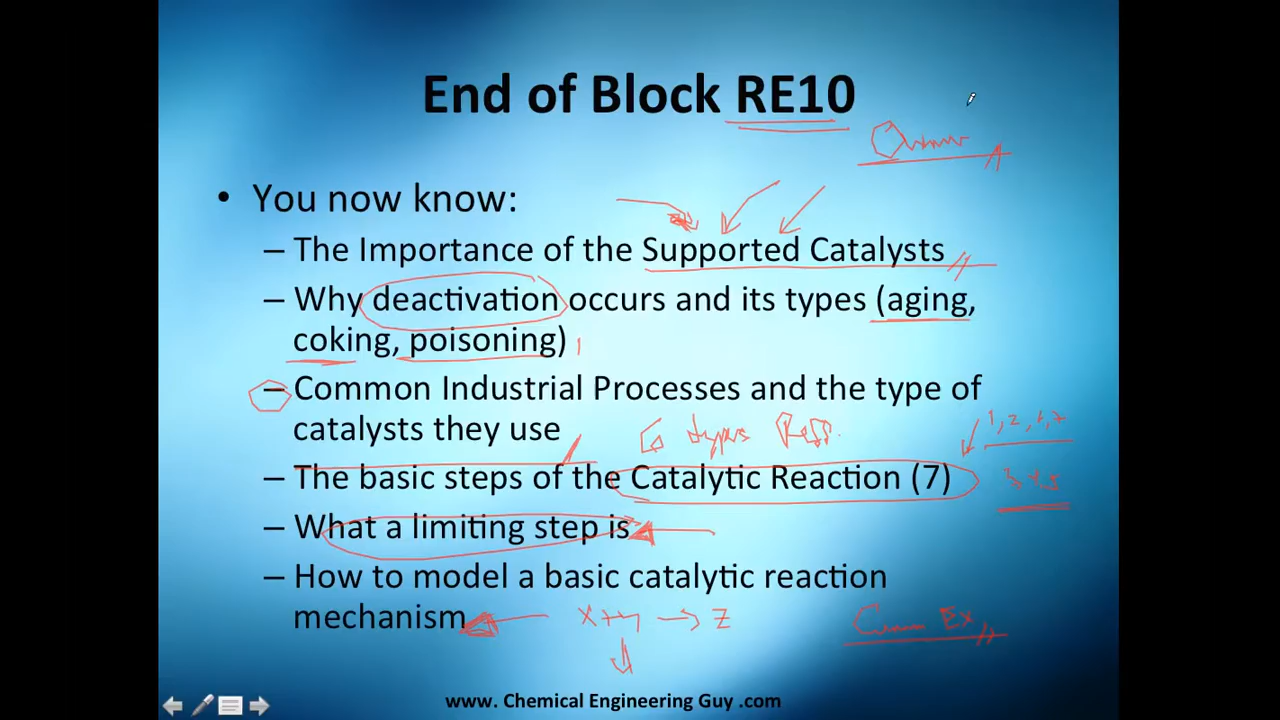 End of Block RE10
• You now know:
– The Importance of the Supported Catalysts
– Why deactivation occurs and its types (aging,
coking, poisoning)
– Common Industrial Processes and the type of
catalysts they use
types
– The basic steps of the Catalytic Reaction (7)
– What a limiting step is
– How to model a basic catalytic reaction
mechanism
x+y → z
Ex
www. Chemical Engineering Guy .com